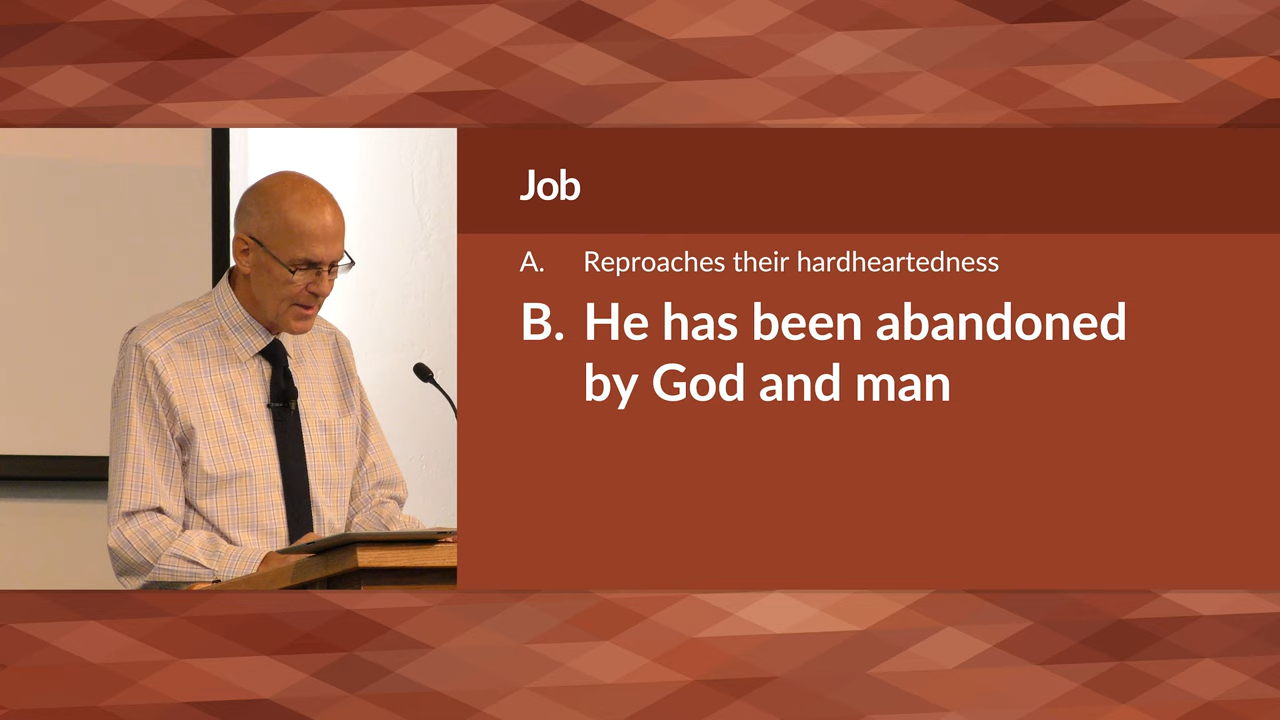 Job
A. Reproaches their hardheartedness
B. He has been abandoned
by God and man